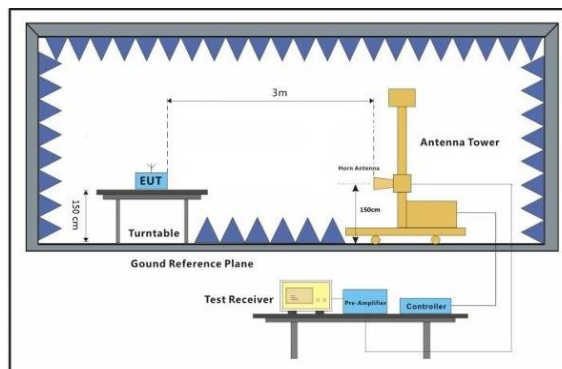 3m
Antenna Tower
Horn Antenna
EUT
150 cm
150cm
Turntable
Gound Reference Plane
Test Receiver
Pre-Amplifier
Controller